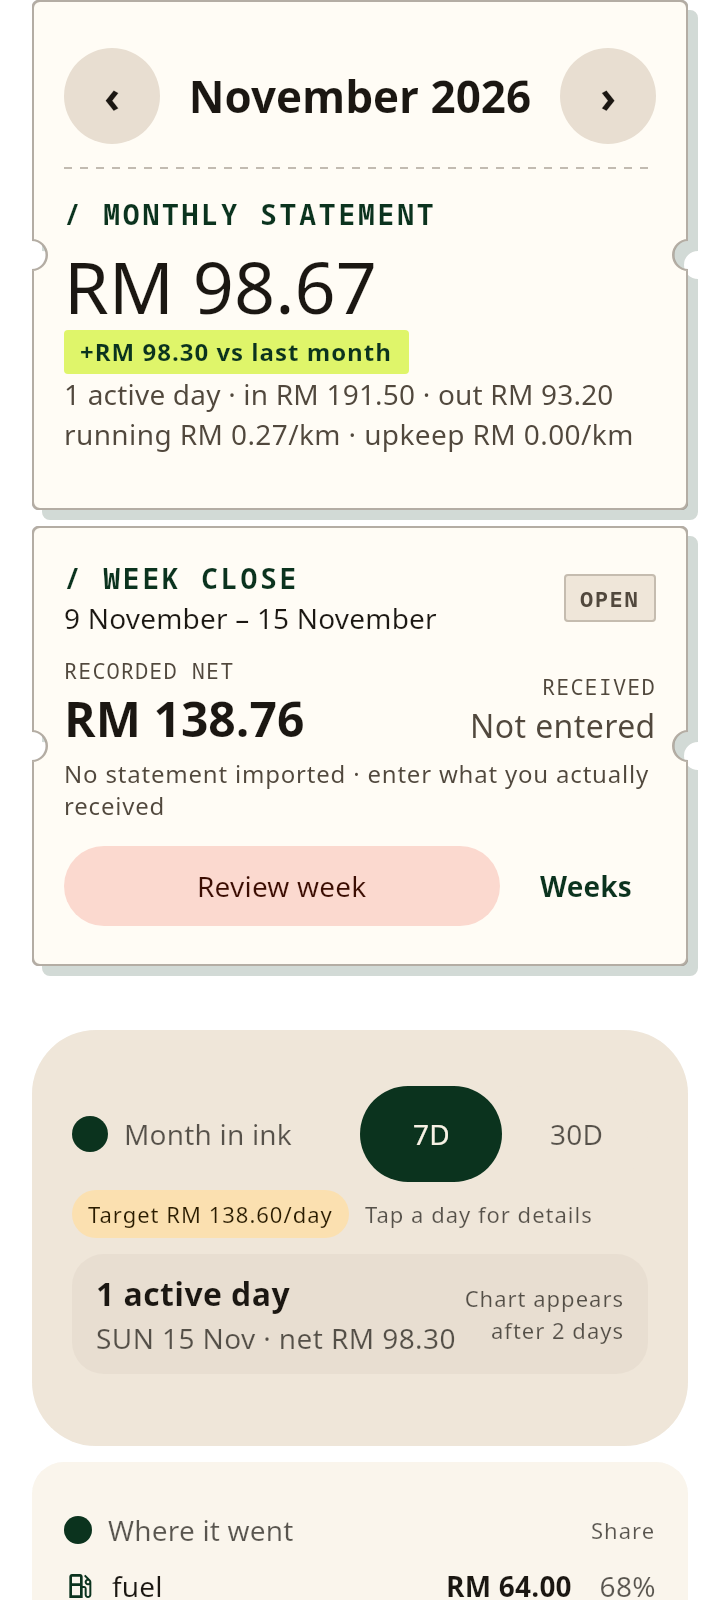 ‹ November 2026 ›
/ MONTHLY STATEMENT
RM 98.67
+RM 98.30 vs last month
1 active day · in RM 191.50 · out RM 93.20
running RM 0.27/km · upkeep RM 0.00/km
/ WEEK CLOSE
OPEN
9 November – 15 November
RECORDED NET
RECEIVED
RM 138.76
Not entered
No statement imported · enter what you actually
received
Review week
Weeks
Month in ink
7D
30D
Target RM 138.60/day
Tap a day for details
1 active day
SUN 15 Nov · net RM 98.30
Chart appears
after 2 days
Where it went
Share
fuel
RM 64.00
68%